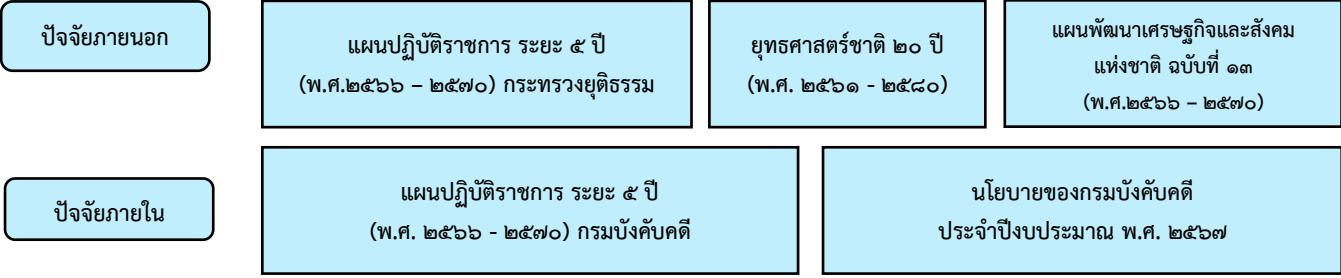 ปัจจัยภายนอก
แผนปฏิบัติราชการ ระยะ ๕ ปี
(พ.ศ.๒๕๖๖ – ๒๕๗๐) กระทรวงยุติธรรม
ยุทธศาสตร์ชาติ ๒๐ ปี
(พ.ศ. ๒๕๖๑ - ๒๕๘๐)
แผนพัฒนาเศรษฐกิจและสังคม
แห่งชาติ ฉบับที่ ๑๓
(พ.ศ.๒๕๖๖ – ๒๕๗๐)
ปัจจัยภายใน
แผนปฏิบัติราชการ ระยะ ๕ ปี
(พ.ศ. ๒๕๖๖ - ๒๕๗๐) กรมบังคับคดี
นโยบายของกรมบังคับคดี
ประจำปีงบประมาณ พ.ศ. ๒๕๖๗